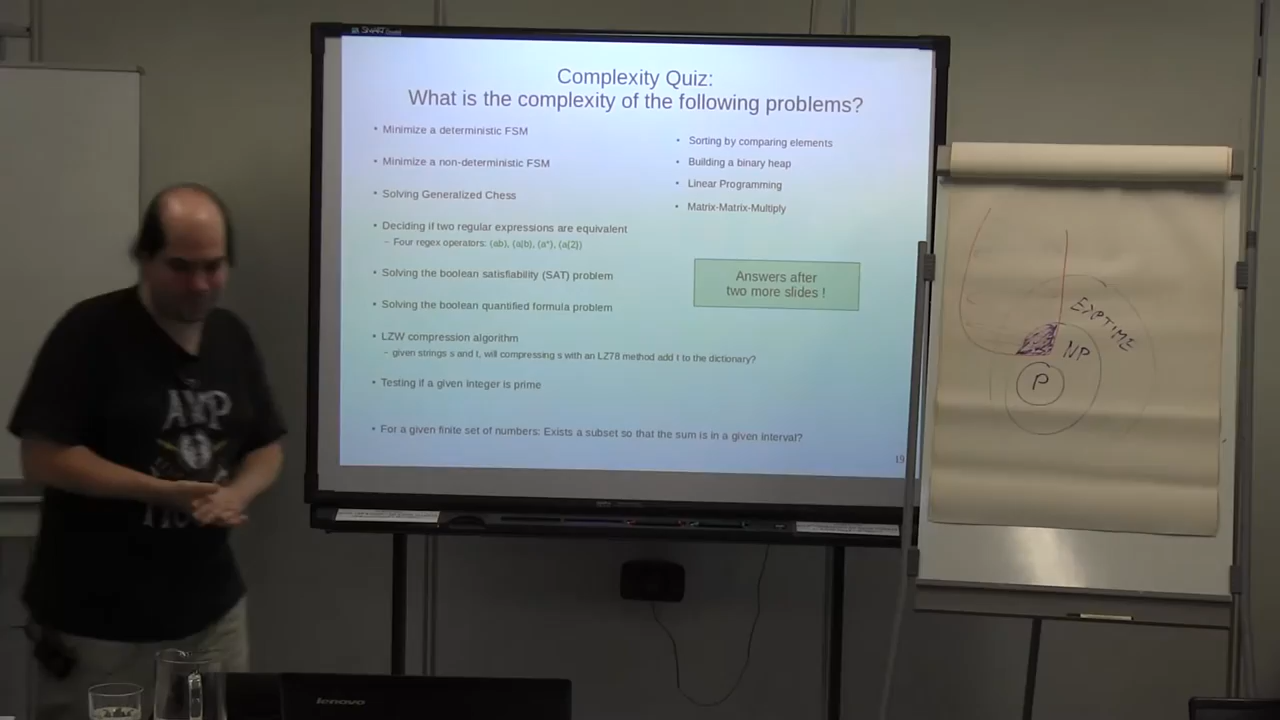 SMART
Complexity Quiz:
What is the complexity of the following problems?
• Minimize a deterministic FSM
• Minimize a non-deterministic FSM
• Solving Generalized Chess
• Deciding if two regular expressions are equivalent
– Four regex operators: (ab), (a|b), (a*), (a{2})
• Solving the boolean satisfiability (SAT) problem
• Solving the boolean quantified formula problem
• LZW compression algorithm
– given strings s and t, will compressing s with an LZ78 method add t to the dictionary?
• Testing if a given integer is prime
• For a given finite set of numbers: Exists a subset so that the sum is in a given interval?
• Sorting by comparing elements
• Building a binary heap
• Linear Programming
• Matrix-Matrix-Multiply
Answers after
two more slides !
19
EXPTIME
NP
P
lenovo